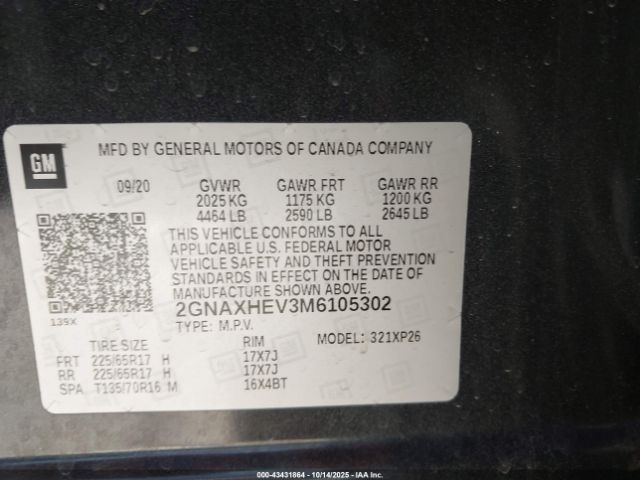 GM
MFD BY GENERAL MOTORS OF CANADA COMPANY
09/20 GVWR GAWR FRT GAWR RR
2025 KG 1175 KG 1200 KG
4464 LB 2590 LB 2645 LB
THIS VEHICLE CONFORMS TO ALL
APPLICABLE U.S. FEDERAL MOTOR
VEHICLE SAFETY AND THEFT PREVENTION
STANDARDS IN EFFECT ON THE DATE OF
MANUFACTURE SHOWN ABOVE.
2GNAXHEV3M6105302
139X
TYPE: M.P.V. MODEL: 321XP26
TIRE SIZE RIM
FRT 225/65R17 H 17X7J
RR 225/65R17 H 17X7J
SPA T135/70R16 M 16X4BT
000-43431864 | 10/14/2025 - IAA Inc.